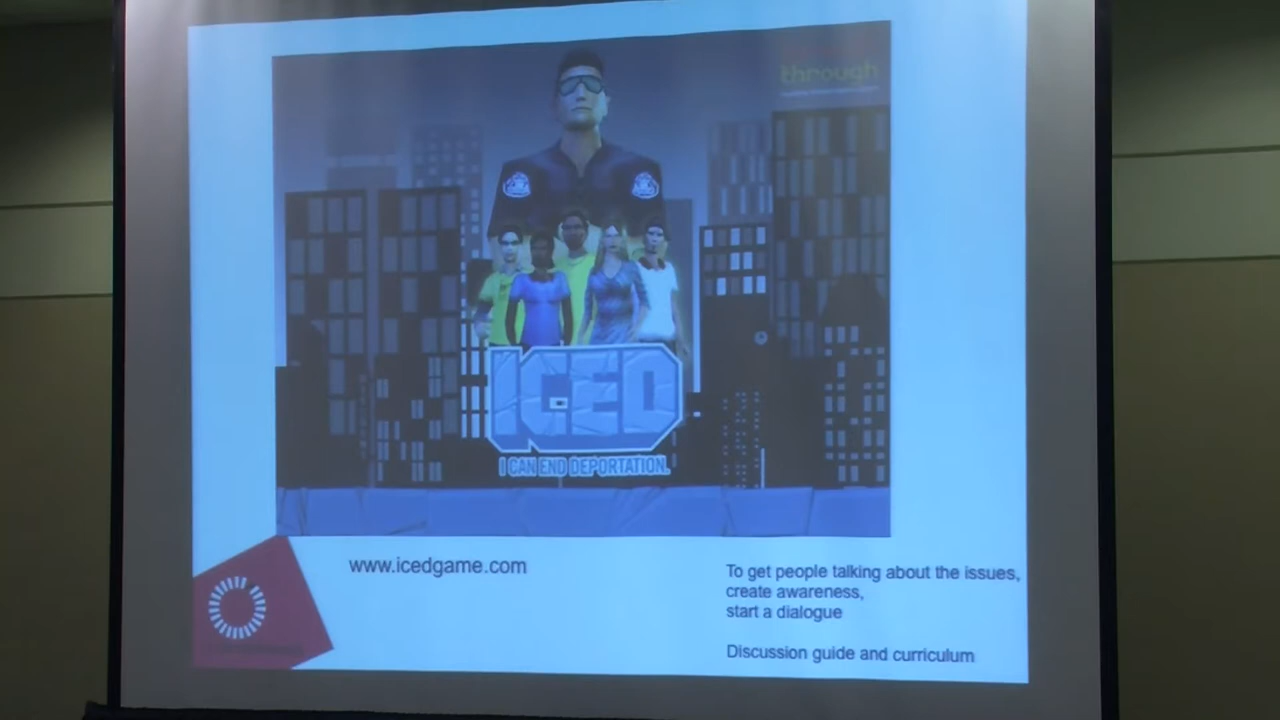 through
ICED
I CAN END DEPORTATION.
www.icedgame.com
To get people talking about the issues,
create awareness,
start a dialogue
Discussion guide and curriculum